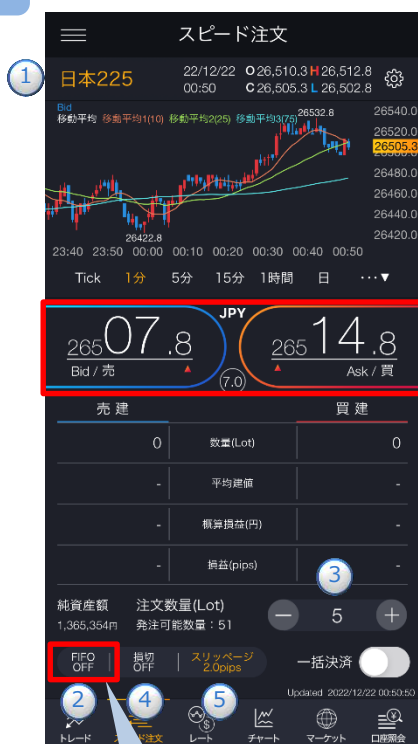 スピード注文
1
日本225
22/12/22 O 26,510.3 H 26,512.8
00:50 C 26,505.3 L 26,502.8
Bid
移動平均 移動平均1(10) 移動平均2(25) 移動平均3(75)
26532.8
26540.0
26520.0
26505.3
26480.0
26460.0
26440.0
26420.0
26422.8
23:40 23:50 00:00 00:10 00:20 00:30 00:40 00:50
Tick 1分 5分 15分 1時間 日 ···▼
JPY
26507.8 26514.8
Bid / 売 (7.0) Ask / 買
売建 買建
0 数量(Lot) 0
- 平均建値 -
- 概算損益(円) -
- 損益(pips) -
3
純資産額 注文数量(Lot)
1,365,354円 発注可能数量：51
− 5 +
FIFO OFF 損切 OFF スリッページ 2.0pips 一括決済
Updated 2022/12/22 00:50:50
2 4 5
トレード スピード注文 レート チャート マーケット 口座照会